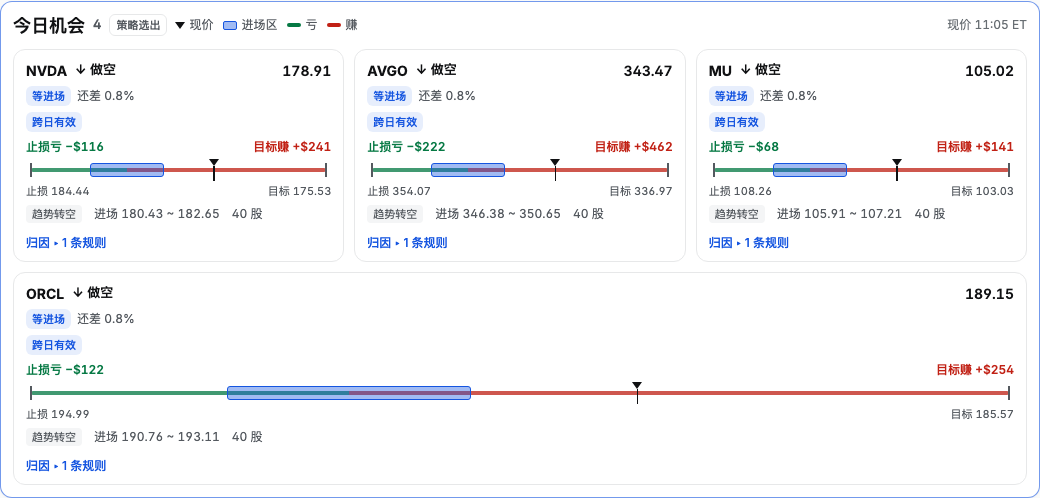 今日机会 4 策略选出 现价 进场区 亏 赚 现价 11:05 ET
NVDA ↓ 做空 178.91
等进场 还差 0.8%
跨日有效
止损亏 −$116 目标赚 +$241
止损 184.44 目标 175.53
趋势转空 进场 180.43 ~ 182.65 40 股
归因 ▸ 1 条规则
AVGO ↓ 做空 343.47
等进场 还差 0.8%
跨日有效
止损亏 −$222 目标赚 +$462
止损 354.07 目标 336.97
趋势转空 进场 346.38 ~ 350.65 40 股
归因 ▸ 1 条规则
MU ↓ 做空 105.02
等进场 还差 0.8%
跨日有效
止损亏 −$68 目标赚 +$141
止损 108.26 目标 103.03
趋势转空 进场 105.91 ~ 107.21 40 股
归因 ▸ 1 条规则
ORCL ↓ 做空 189.15
等进场 还差 0.8%
跨日有效
止损亏 −$122 目标赚 +$254
止损 194.99 目标 185.57
趋势转空 进场 190.76 ~ 193.11 40 股
归因 ▸ 1 条规则